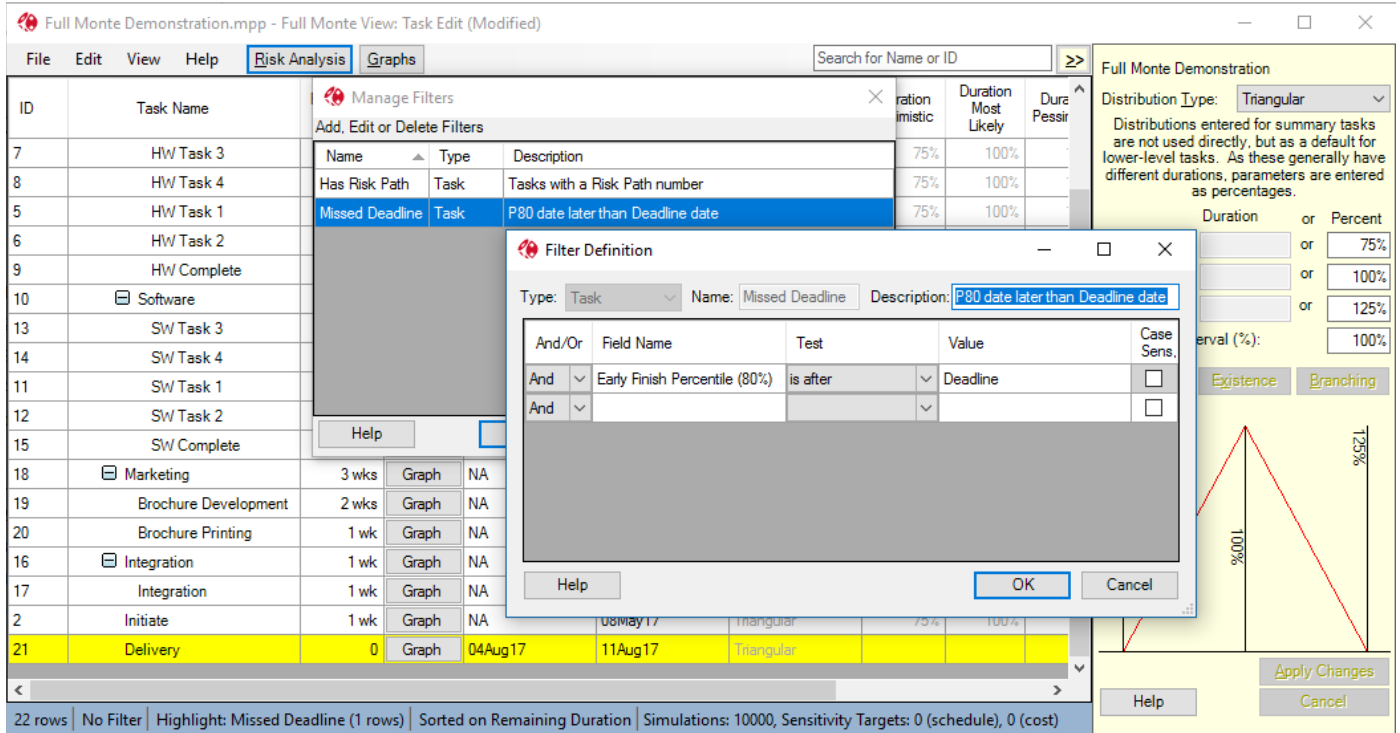 Full Monte Demonstration.mpp - Full Monte View: Task Edit (Modified)
File Edit View Help Risk Analysis Graphs Search for Name or ID >>
ID Task Name Duration Most Likely
7 HW Task 3 75% 100%
8 HW Task 4 75% 100%
5 HW Task 1 75% 100%
6 HW Task 2
9 HW Complete
10 Software
13 SW Task 3
14 SW Task 4
11 SW Task 1
12 SW Task 2
15 SW Complete
18 Marketing 3 wks Graph NA
19 Brochure Development 2 wks Graph NA
20 Brochure Printing 1 wk Graph NA
16 Integration 1 wk Graph NA
17 Integration 1 wk Graph NA
2 Initiate 1 wk Graph NA 08May17 Triangular 75% 100%
21 Delivery 0 Graph 04Aug17 11Aug17 Triangular
22 rows No Filter Highlight: Missed Deadline (1 rows) Sorted on Remaining Duration Simulations: 10000, Sensitivity Targets: 0 (schedule), 0 (cost)
Manage Filters
Add, Edit or Delete Filters
Name Type Description
Has Risk Path Task Tasks with a Risk Path number
Missed Deadline Task P80 date later than Deadline date
Help
Filter Definition
Type: Task Name: Missed Deadline Description: P80 date later than Deadline date
And/Or Field Name Test Value Case Sens,
And Early Finish Percentile (80%) is after Deadline
And
Help OK Cancel
Full Monte Demonstration
Distribution Type: Triangular
Distributions entered for summary tasks
are not used directly, but as a default for
lower-level tasks. As these generally have
different durations, parameters are entered
as percentages.
Duration or Percent
or 75%
or 100%
or 125%
(%): 100%
Existence Branching
125%
100%
Apply Changes
Help Cancel